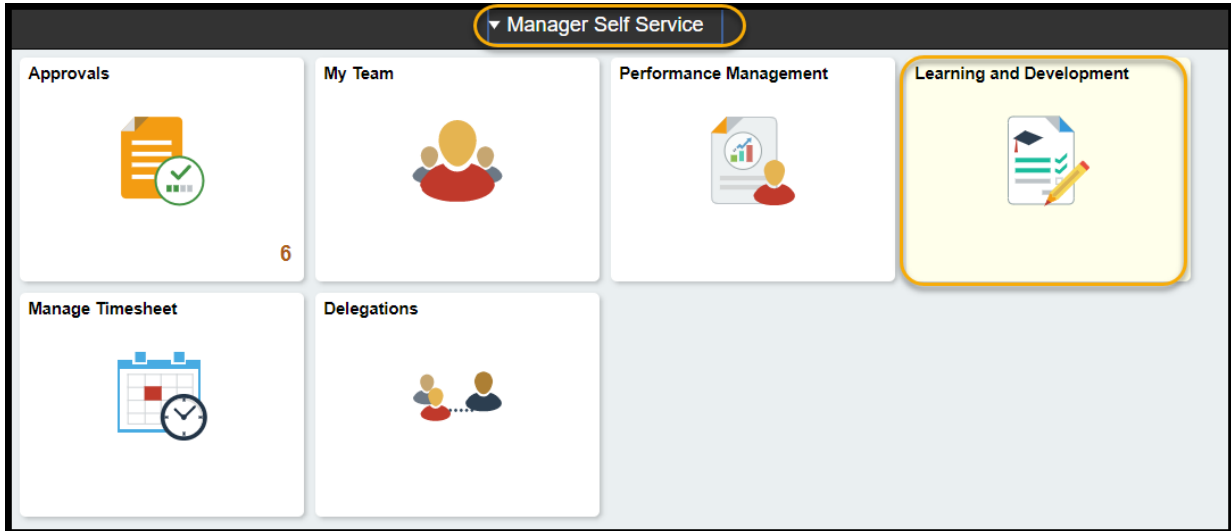 Manager Self Service
Approvals
My Team
Performance Management
Learning and Development
6
Manage Timesheet
Delegations